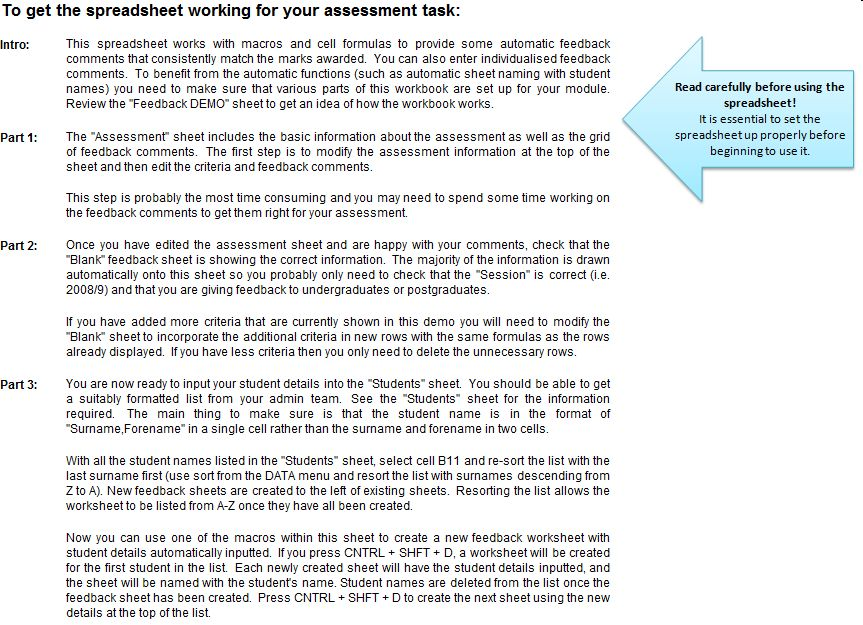 To get the spreadsheet working for your assessment task:
Intro:
This spreadsheet works with macros and cell formulas to provide some automatic feedback
comments that consistently match the marks awarded. You can also enter individualised feedback
comments. To benefit from the automatic functions (such as automatic sheet naming with student
names) you need to make sure that various parts of this workbook are set up for your module.
Review the "Feedback DEMO" sheet to get an idea of how the workbook works.
Read carefully before using the
spreadsheet!
It is essential to set the
spreadsheet up properly before
beginning to use it.
Part 1:
The "Assessment" sheet includes the basic information about the assessment as well as the grid
of feedback comments. The first step is to modify the assessment information at the top of the
sheet and then edit the criteria and feedback comments.
This step is probably the most time consuming and you may need to spend some time working on
the feedback comments to get them right for your assessment.
Part 2:
Once you have edited the assessment sheet and are happy with your comments, check that the
"Blank" feedback sheet is showing the correct information. The majority of the information is drawn
automatically onto this sheet so you probably only need to check that the "Session" is correct (i.e.
2008/9) and that you are giving feedback to undergraduates or postgraduates.
If you have added more criteria that are currently shown in this demo you will need to modify the
"Blank" sheet to incorporate the additional criteria in new rows with the same formulas as the rows
already displayed. If you have less criteria then you only need to delete the unnecessary rows.
Part 3:
You are now ready to input your student details into the "Students" sheet. You should be able to get
a suitably formatted list from your admin team. See the "Students" sheet for the information
required. The main thing to make sure is that the student name is in the format of
"Surname,Forename" in a single cell rather than the surname and forename in two cells.
With all the student names listed in the "Students" sheet, select cell B11 and re-sort the list with the
last surname first (use sort from the DATA menu and resort the list with surnames descending from
Z to A). New feedback sheets are created to the left of existing sheets. Resorting the list allows the
worksheet to be listed from A-Z once they have all been created.
Now you can use one of the macros within this sheet to create a new feedback worksheet with
student details automatically inputted. If you press CNTRL + SHFT + D, a worksheet will be created
for the first student in the list. Each newly created sheet will have the student details inputted, and
the sheet will be named with the student's name. Student names are deleted from the list once the
feedback sheet has been created. Press CNTRL + SHFT + D to create the next sheet using the new
details at the top of the list.